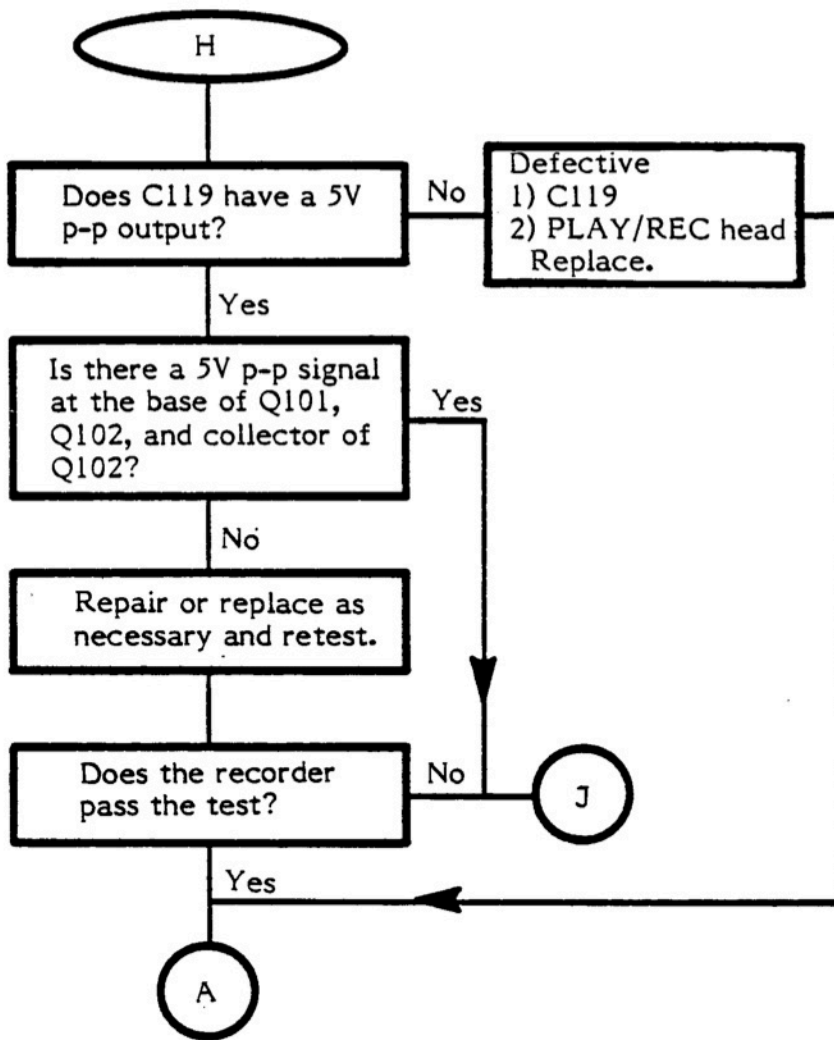 H
Does C119 have a 5V
p-p output?
No
Defective
1) C119
2) PLAY/REC head
Replace.
Yes
Is there a 5V p-p signal
at the base of Q101,
Q102, and collector of
Q102?
Yes
No
Repair or replace as
necessary and retest.
Does the recorder
pass the test?
No
J
Yes
A